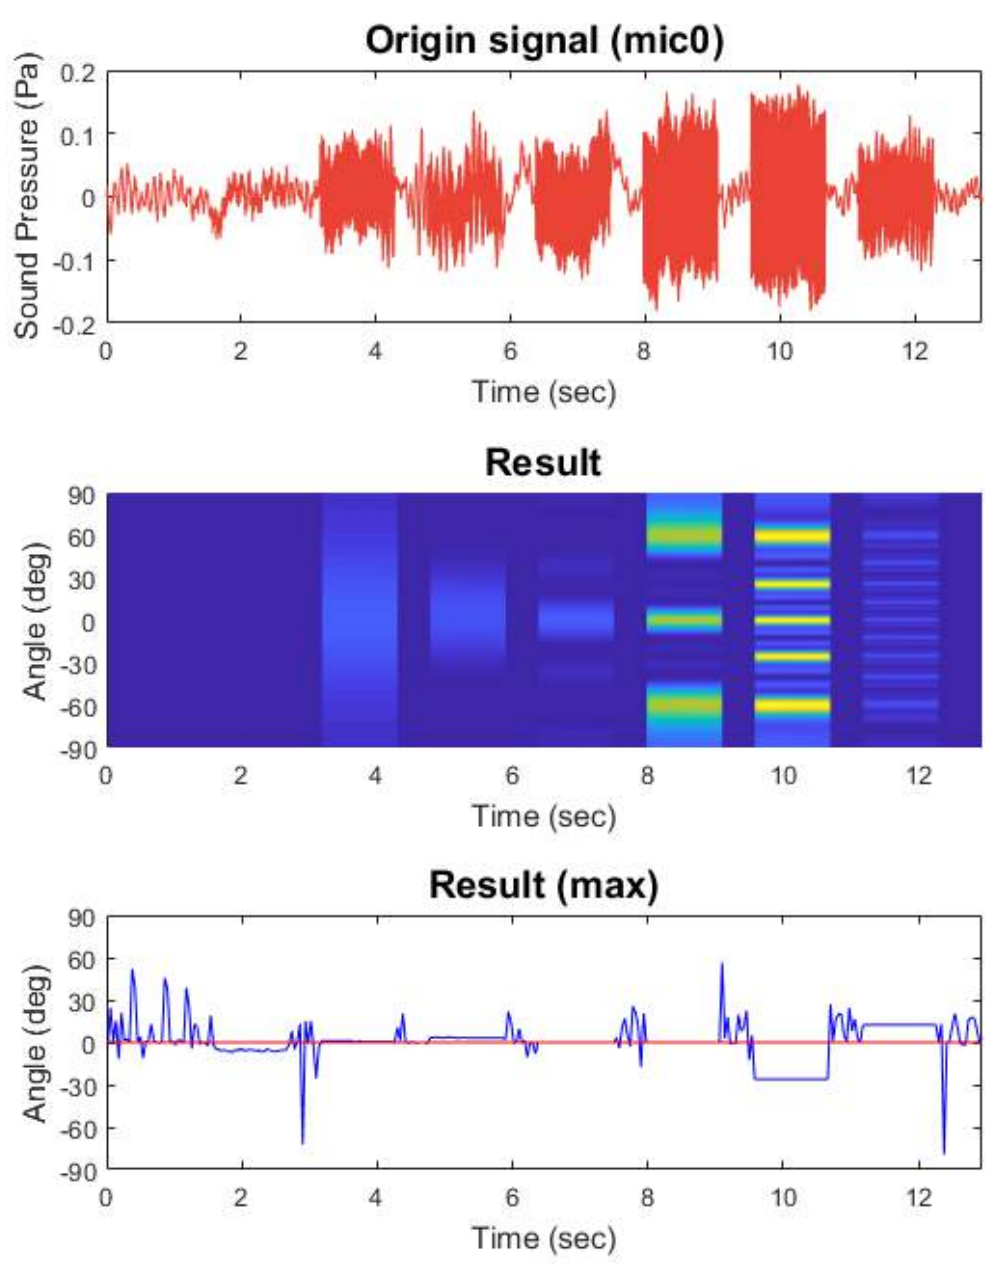 Origin signal (mic0)
Sound Pressure (Pa)
0.2
0.1
0
-0.1
-0.2
0 2 4 6 8 10 12
Time (sec)
Result
Angle (deg)
90
60
30
0
-30
-60
-90
0 2 4 6 8 10 12
Time (sec)
Result (max)
Angle (deg)
90
60
30
0
-30
-60
-90
0 2 4 6 8 10 12
Time (sec)